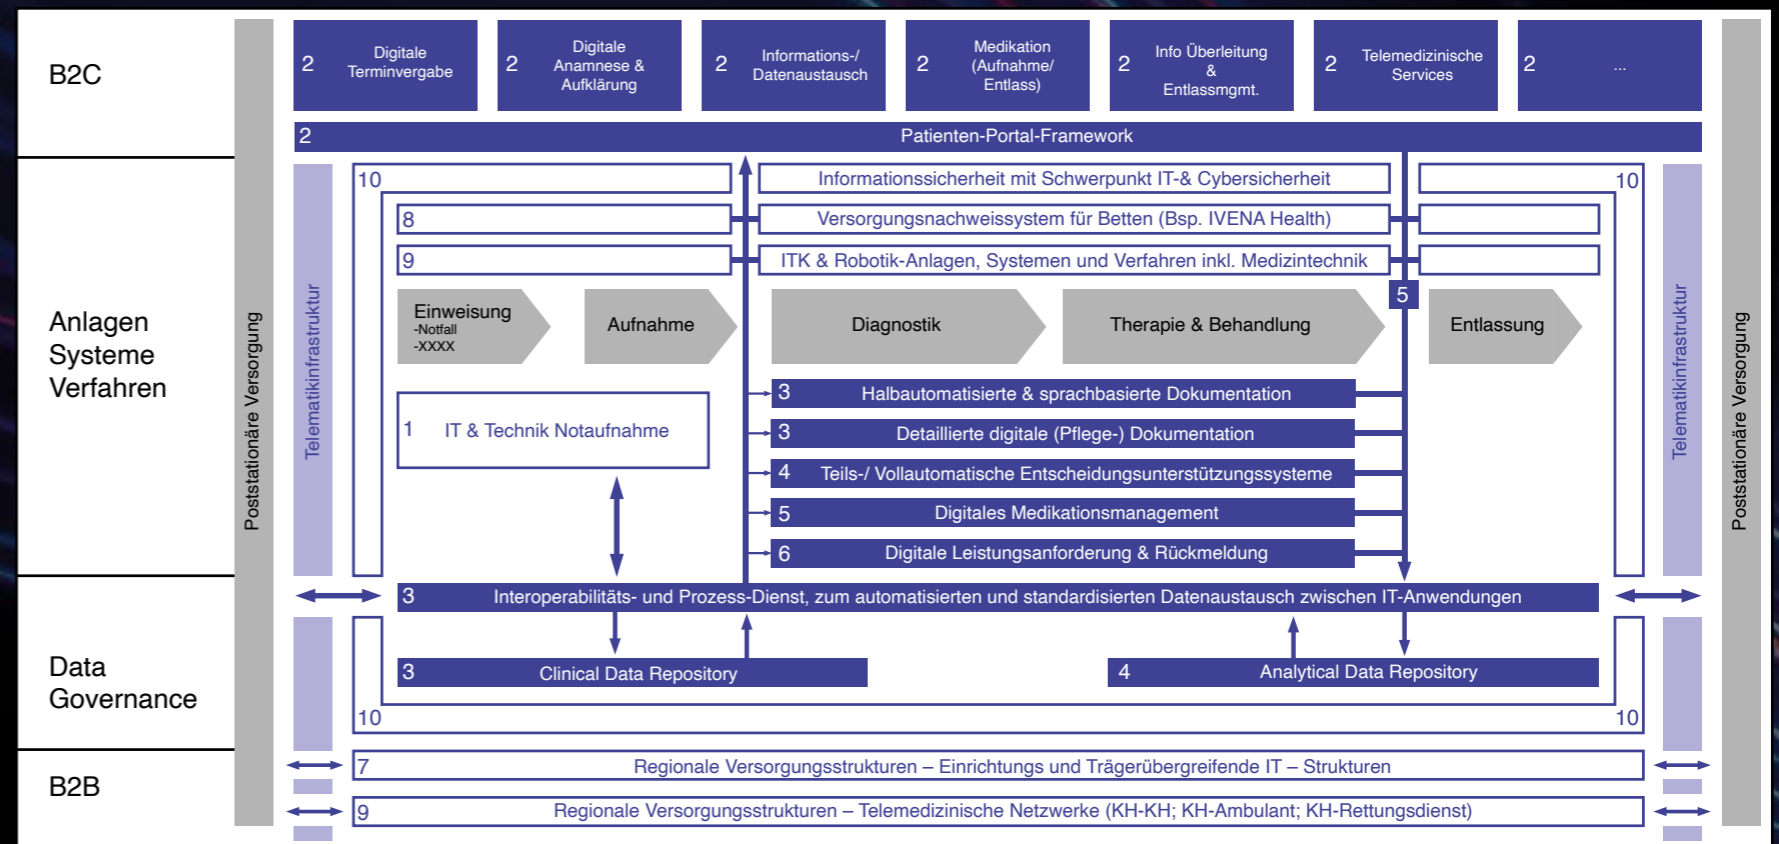 B2C
2
Digitale
Terminvergabe
2
Digitale
Anamnese &
Aufklärung
2
Informations-/
Datenaustausch
2
Medikation
(Aufnahme/
Entlass)
2
Info Überleitung
&
Entlassmgmt.
2
Telemedizinische
Services
2
...
2
Patienten-Portal-Framework
Anlagen
Systeme
Verfahren
Poststationäre Versorgung
Telematikinfrastruktur
10
Informationssicherheit mit Schwerpunkt IT-& Cybersicherheit
10
8
Versorgungsnachweissystem für Betten (Bsp. IVENA Health)
9
ITK & Robotik-Anlagen, Systemen und Verfahren inkl. Medizintechnik
5
Einweisung
-Notfall
-XXXX
Aufnahme
Diagnostik
Therapie & Behandlung
Entlassung
1
IT & Technik Notaufnahme
3
Halbautomatisierte & sprachbasierte Dokumentation
3
Detaillierte digitale (Pflege-) Dokumentation
4
Teils-/ Vollautomatische Entscheidungsunterstützungssysteme
5
Digitales Medikationsmanagement
6
Digitale Leistungsanforderung & Rückmeldung
Telematikinfrastruktur
Poststationäre Versorgung
3
Interoperabilitäts- und Prozess-Dienst, zum automatisierten und standardisierten Datenaustausch zwischen IT-Anwendungen
Data
Governance
3
Clinical Data Repository
4
Analytical Data Repository
10
10
B2B
7
Regionale Versorgungsstrukturen – Einrichtungs und Trägerübergreifende IT – Strukturen
9
Regionale Versorgungsstrukturen – Telemedizinische Netzwerke (KH-KH; KH-Ambulant; KH-Rettungsdienst)